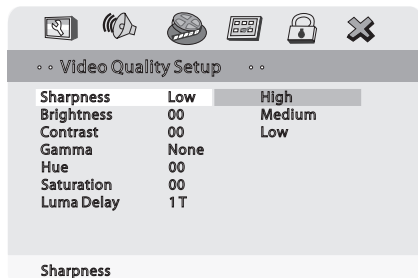 Video Quality Setup
Sharpness Low High
Brightness 00 Medium
Contrast 00 Low
Gamma None
Hue 00
Saturation 00
Luma Delay 1 T
Sharpness